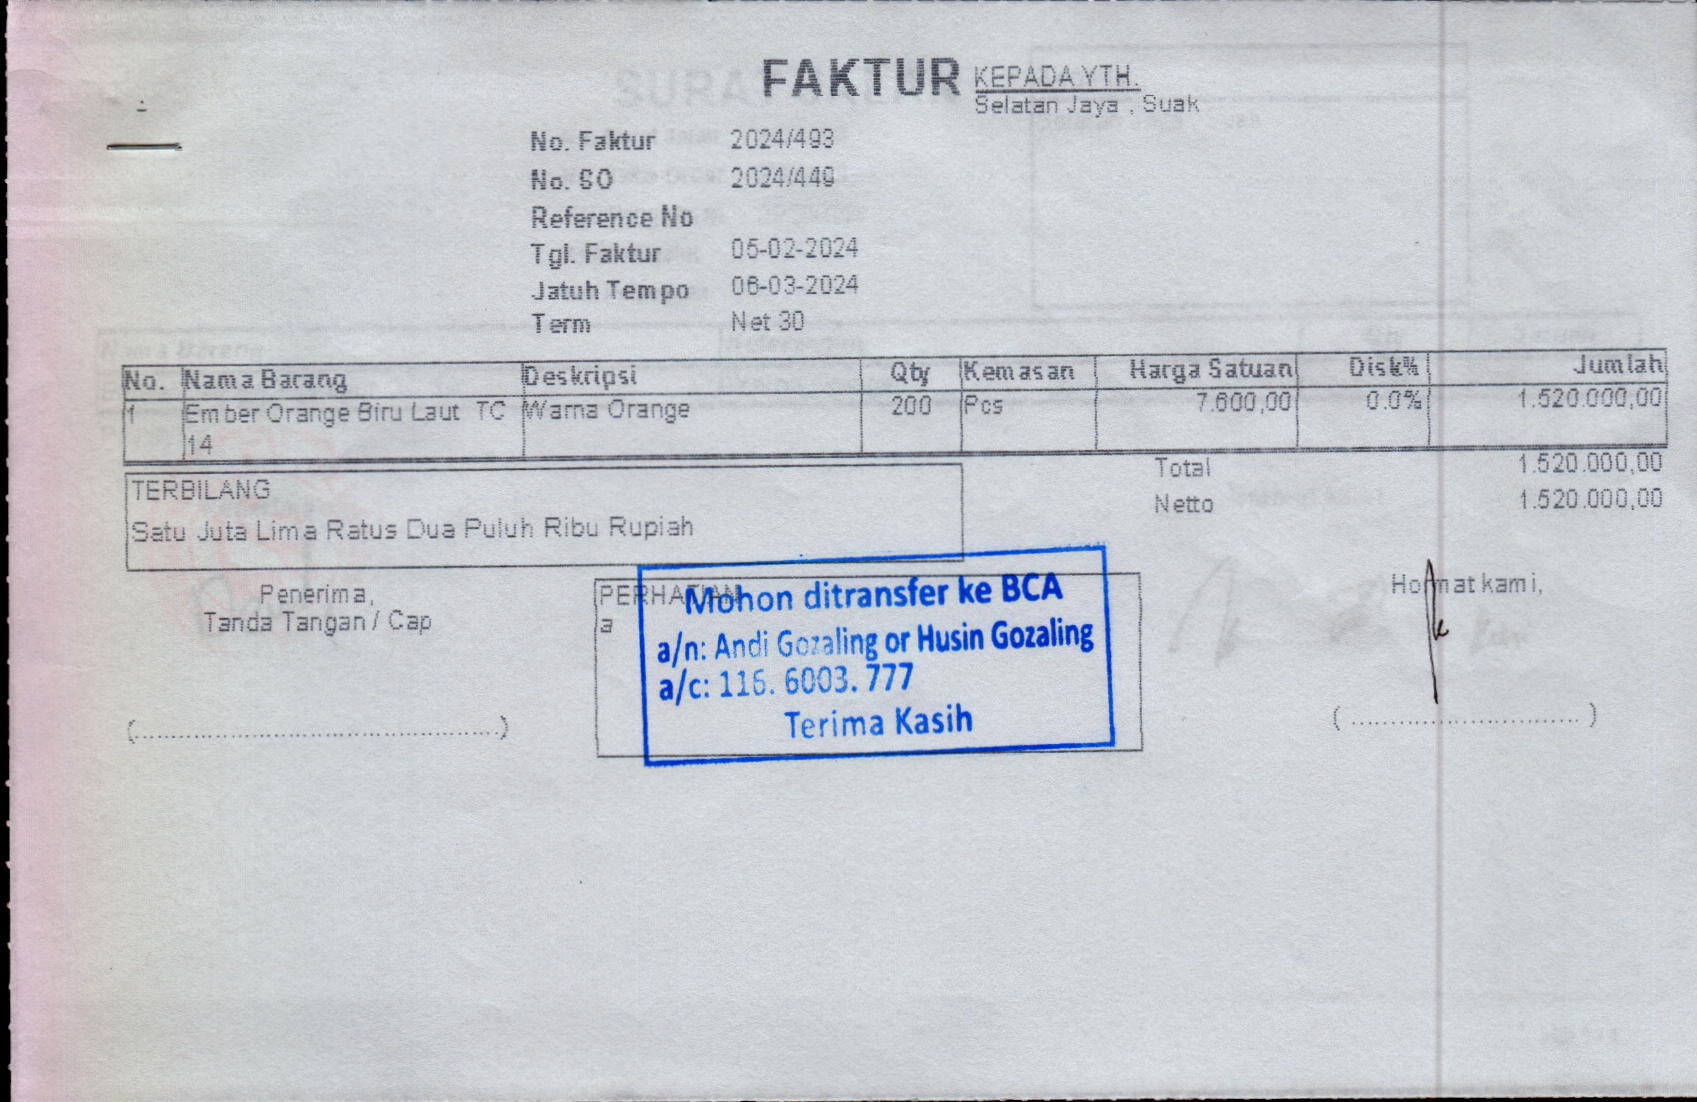 FAKTUR
KEPADA YTH.
Selatan Jaya , Suak
No. Faktur 2024/493
No. SO 2024/449
Reference No
Tgl. Faktur 05-02-2024
Jatuh Tempo 06-03-2024
Term Net 30
No. Nama Barang Deskripsi Qty Kemasan Harga Satuan Disk% Jumlah
1 Ember Orange Biru Laut TC Warna Orange 200 Pcs 7.600,00 0.0% 1.520.000,00
14
Total 1.520.000,00
Netto 1.520.000,00
TERBILANG
Satu Juta Lima Ratus Dua Puluh Ribu Rupiah
Penerima,
Tanda Tangan / Cap
(........................................................)
PERHATIAN
a
Mohon ditransfer ke BCA
a/n: Andi Gozaling or Husin Gozaling
a/c: 116. 6003. 777
Terima Kasih
Hormat kami,
(...................................)